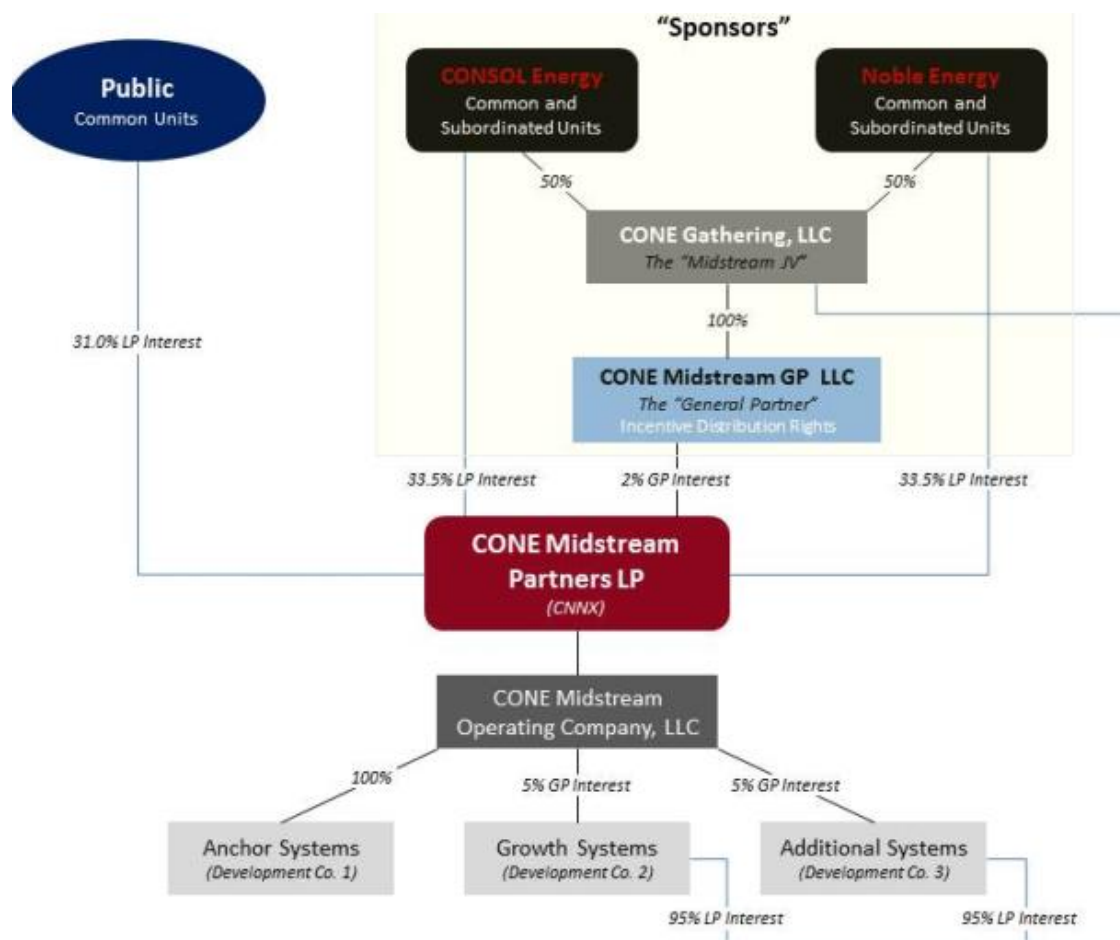 "Sponsors"
Public
Common Units
CONSOL Energy
Common and
Subordinated Units
Noble Energy
Common and
Subordinated Units
50%
50%
CONE Gathering, LLC
The "Midstream JV"
100%
31.0% LP Interest
CONE Midstream GP LLC
The "General Partner"
Incentive Distribution Rights
33.5% LP Interest
2% GP Interest
33.5% LP Interest
CONE Midstream
Partners LP
(CNNX)
CONE Midstream
Operating Company, LLC
100%
5% GP Interest
5% GP Interest
Anchor Systems
(Development Co. 1)
Growth Systems
(Development Co. 2)
Additional Systems
(Development Co. 3)
95% LP Interest
95% LP Interest